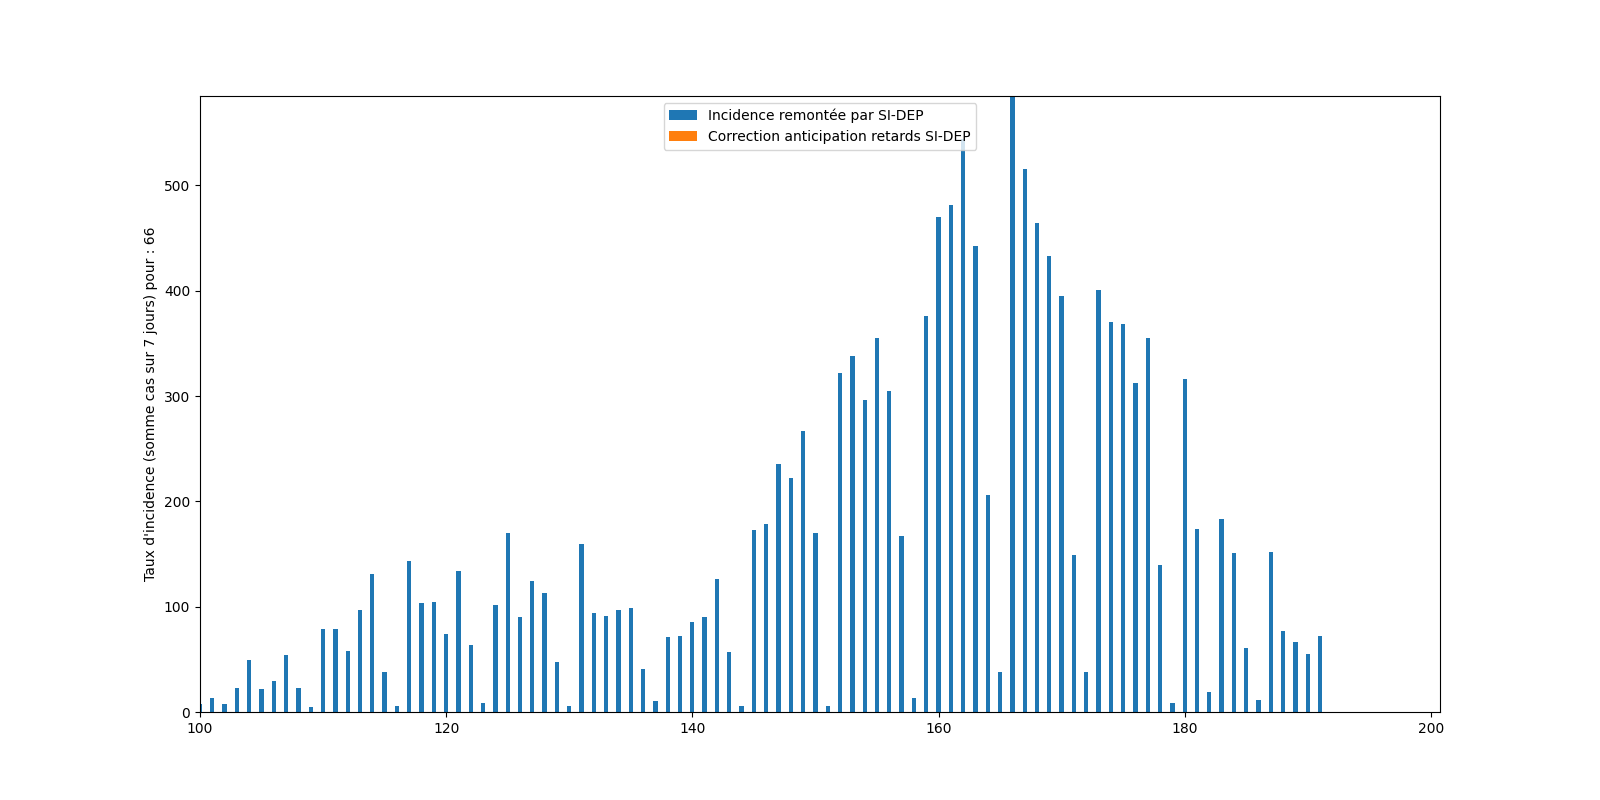 Incidence remontée par SI-DEP
Correction anticipation retards SI-DEP
Taux d'incidence (somme cas sur 7 jours) pour : 66
500
400
300
200
100
0
100 120 140 160 180 200